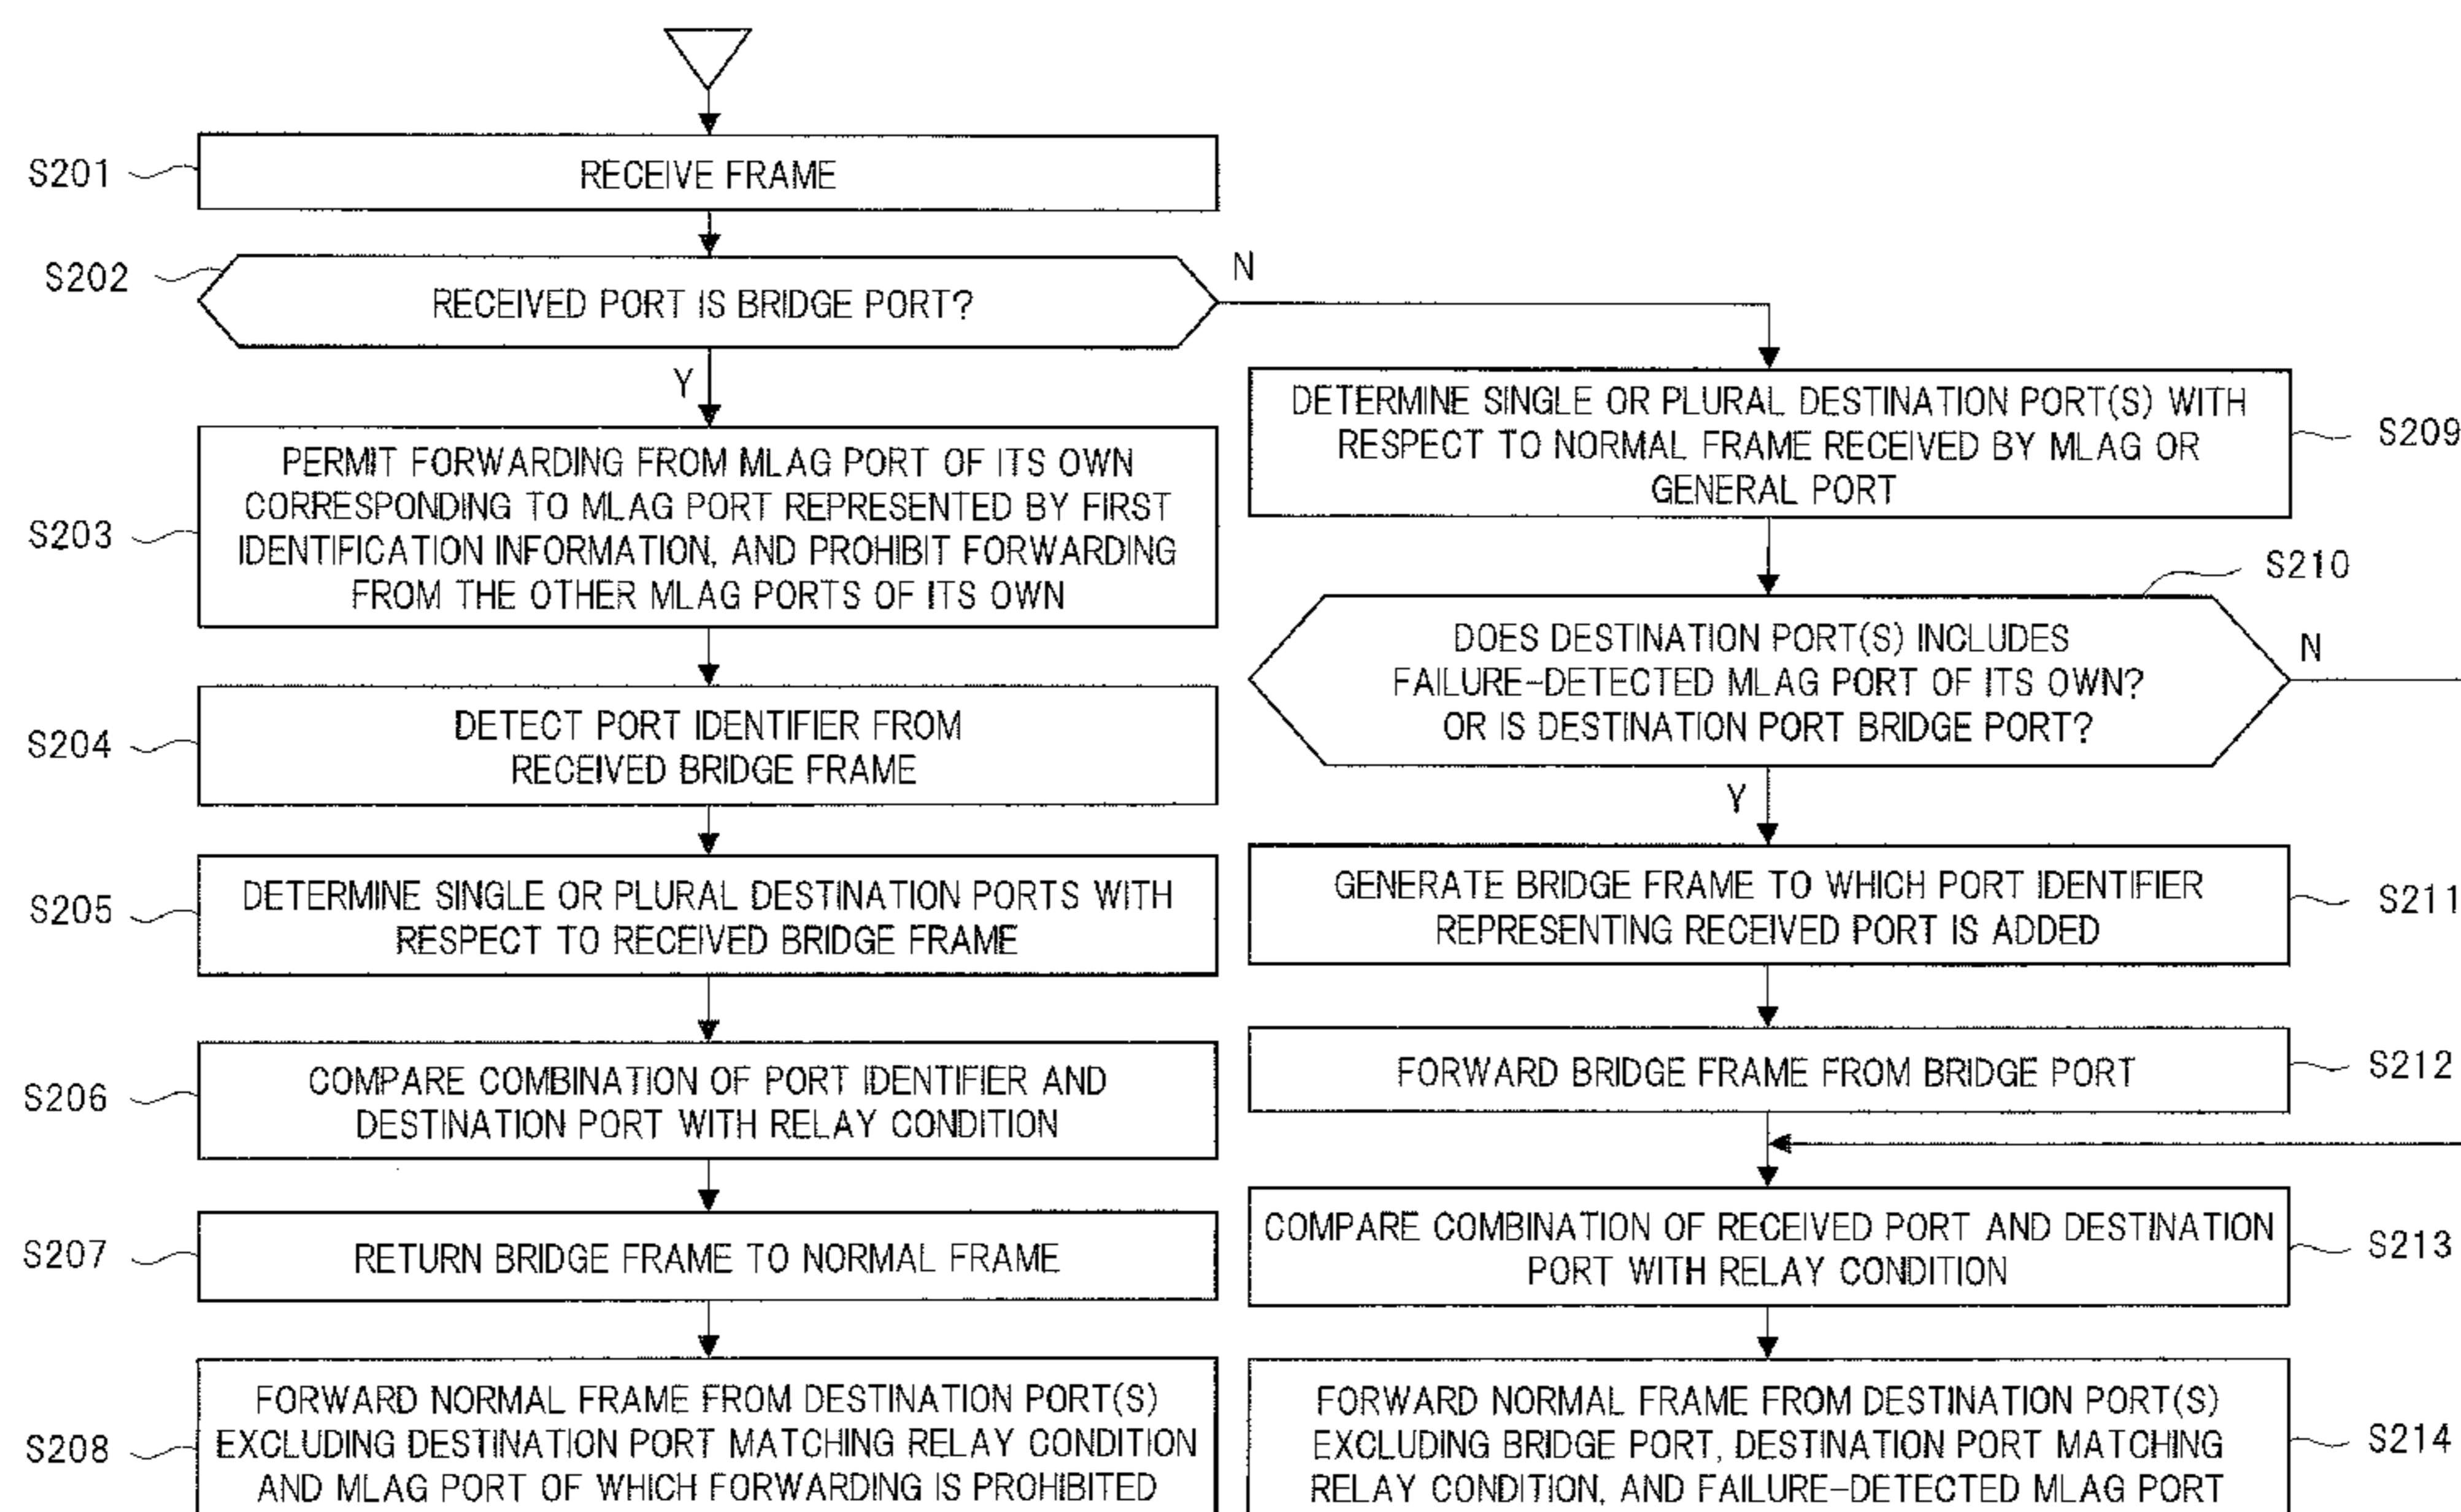 S201
RECEIVE FRAME
S202
RECEIVED PORT IS BRIDGE PORT?
N
Y
S203
PERMIT FORWARDING FROM MLAG PORT OF ITS OWN
CORRESPONDING TO MLAG PORT REPRESENTED BY FIRST
IDENTIFICATION INFORMATION, AND PROHIBIT FORWARDING
FROM THE OTHER MLAG PORTS OF ITS OWN
S204
DETECT PORT IDENTIFIER FROM
RECEIVED BRIDGE FRAME
S205
DETERMINE SINGLE OR PLURAL DESTINATION PORTS WITH
RESPECT TO RECEIVED BRIDGE FRAME
S206
COMPARE COMBINATION OF PORT IDENTIFIER AND
DESTINATION PORT WITH RELAY CONDITION
S207
RETURN BRIDGE FRAME TO NORMAL FRAME
S208
FORWARD NORMAL FRAME FROM DESTINATION PORT(S)
EXCLUDING DESTINATION PORT MATCHING RELAY CONDITION
AND MLAG PORT OF WHICH FORWARDING IS PROHIBITED
DETERMINE SINGLE OR PLURAL DESTINATION PORT(S) WITH
RESPECT TO NORMAL FRAME RECEIVED BY MLAG OR
GENERAL PORT
S209
S210
DOES DESTINATION PORT(S) INCLUDES
FAILURE-DETECTED MLAG PORT OF ITS OWN?
OR IS DESTINATION PORT BRIDGE PORT?
N
Y
GENERATE BRIDGE FRAME TO WHICH PORT IDENTIFIER
REPRESENTING RECEIVED PORT IS ADDED
S211
FORWARD BRIDGE FRAME FROM BRIDGE PORT
S212
COMPARE COMBINATION OF RECEIVED PORT AND DESTINATION
PORT WITH RELAY CONDITION
S213
FORWARD NORMAL FRAME FROM DESTINATION PORT(S)
EXCLUDING BRIDGE PORT, DESTINATION PORT MATCHING
RELAY CONDITION, AND FAILURE-DETECTED MLAG PORT
S214